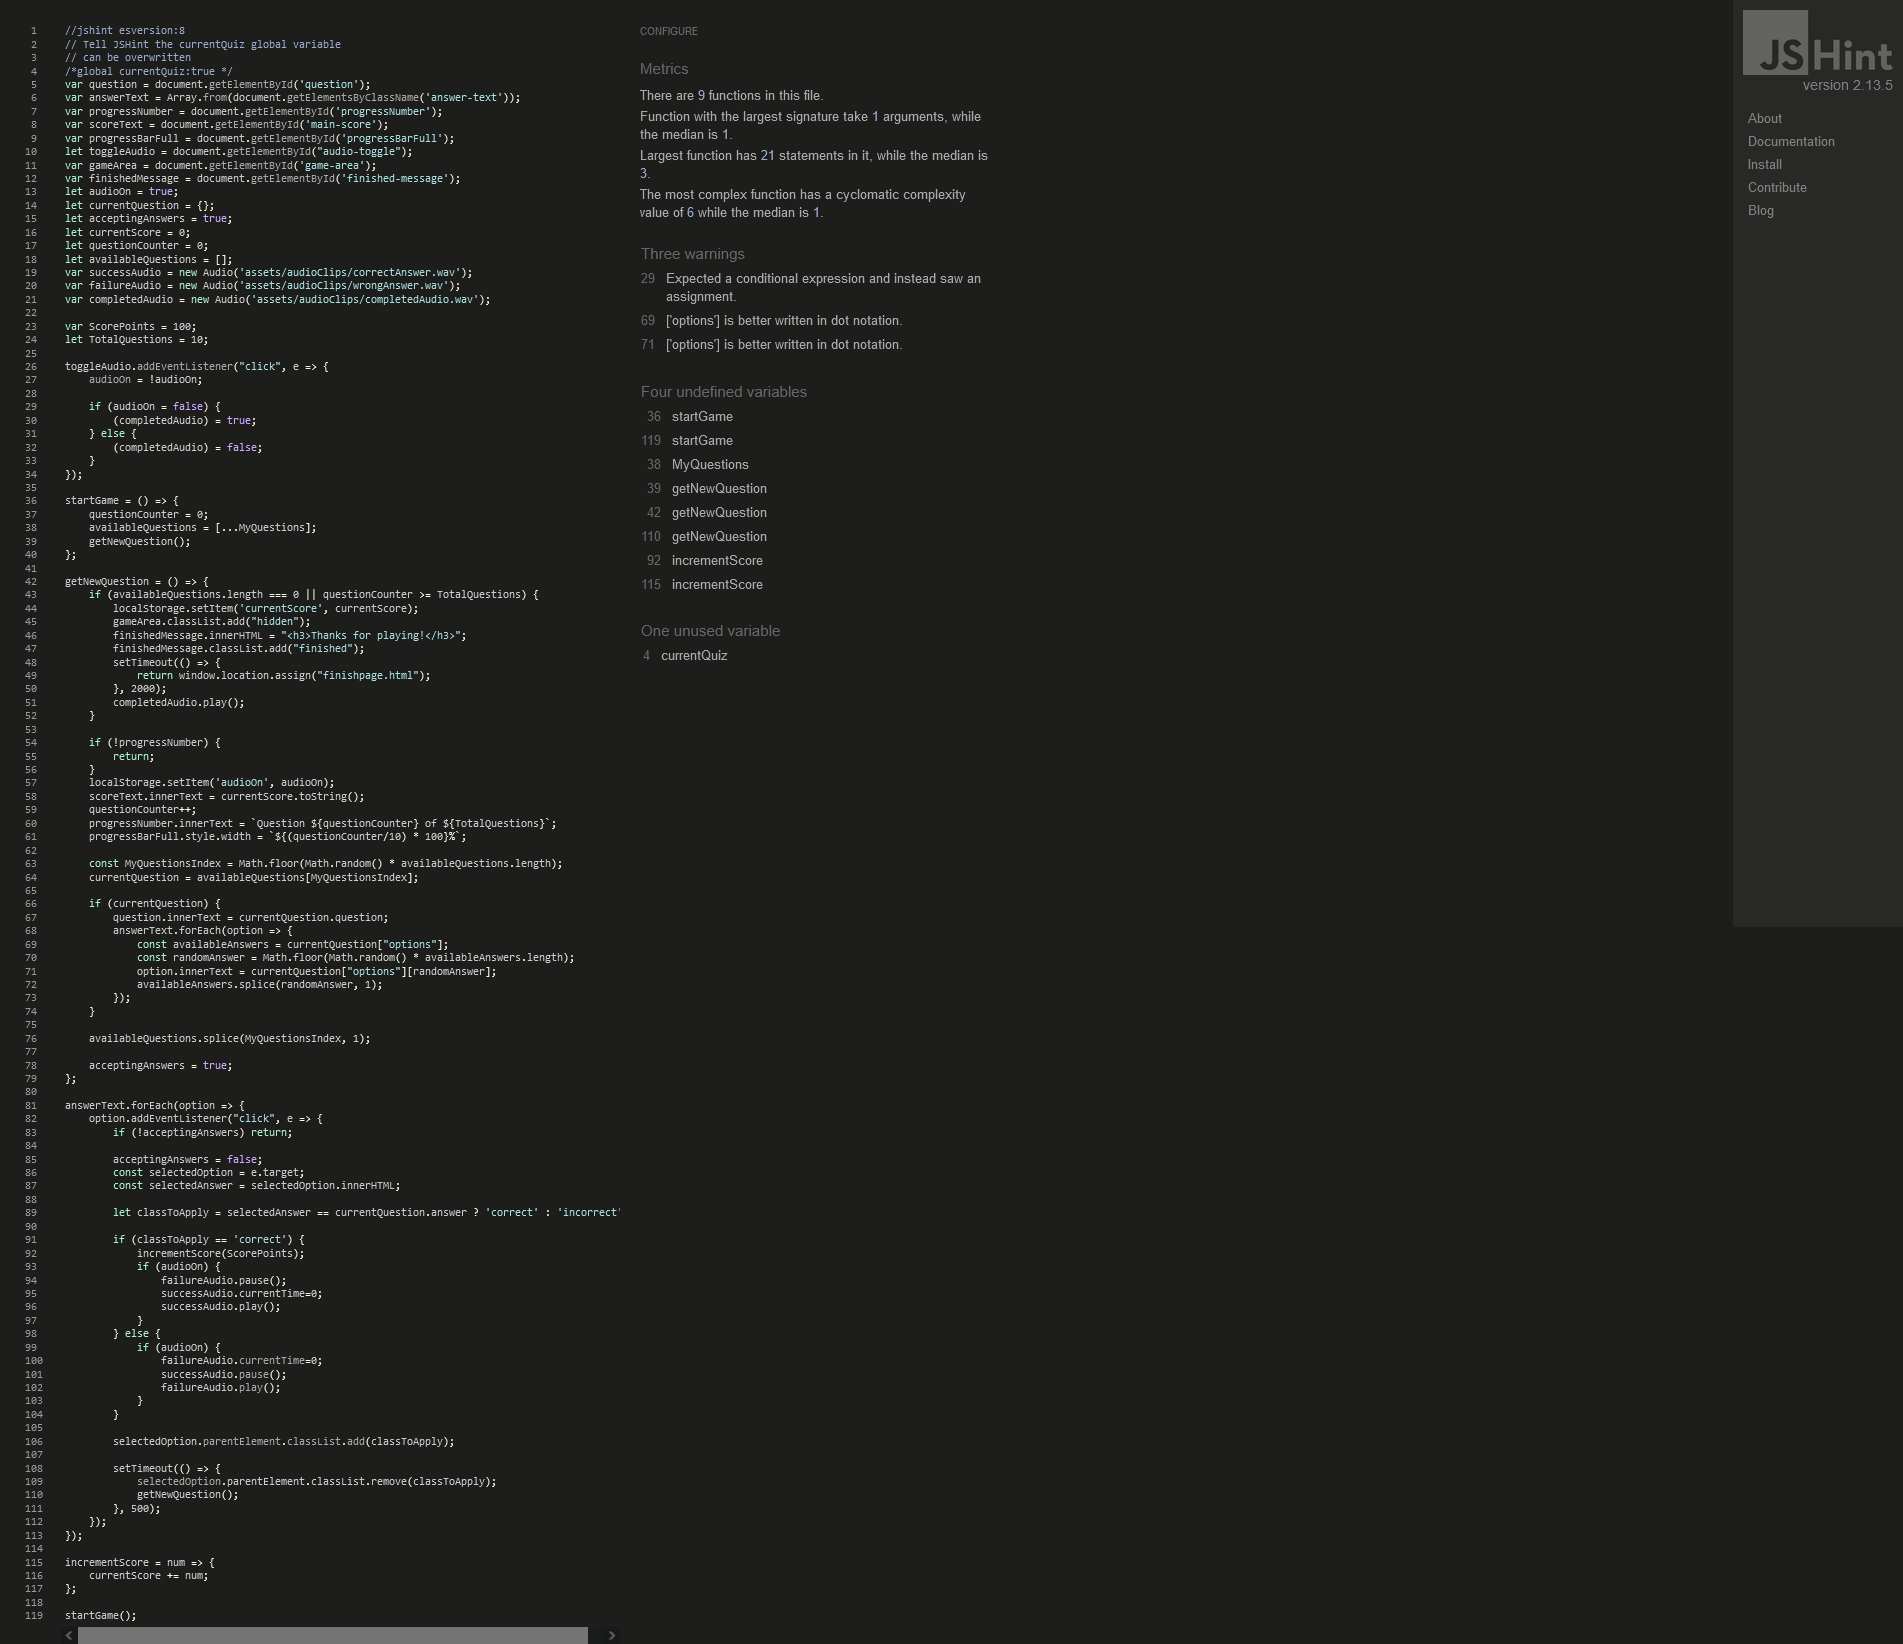 1 //jshint esversion:8
2 // Tell JSHint the currentQuiz global variable
3 // can be overwritten
4 /*global currentQuiz:true */
5 var question = document.getElementById('question');
6 var answerText = Array.from(document.getElementsByClassName('answer-text'));
7 var progressNumber = document.getElementById('progressNumber');
8 var scoreText = document.getElementById('main-score');
9 var progressBarFull = document.getElementById('progressBarFull');
10 let toggleAudio = document.getElementById("audio-toggle");
11 var gameArea = document.getElementById('game-area');
12 var finishedMessage = document.getElementById('finished-message');
13 let audioOn = true;
14 let currentQuestion = {};
15 let acceptingAnswers = true;
16 let currentScore = 0;
17 let questionCounter = 0;
18 let availableQuestions = [];
19 var successAudio = new Audio('assets/audioClips/correctAnswer.wav');
20 var failureAudio = new Audio('assets/audioClips/wrongAnswer.wav');
21 var completedAudio = new Audio('assets/audioClips/completedAudio.wav');
22
23 var ScorePoints = 100;
24 let TotalQuestions = 10;
25
26 toggleAudio.addEventListener("click", e => {
27 audioOn = !audioOn;
28
29 if (audioOn = false) {
30 (completedAudio) = true;
31 } else {
32 (completedAudio) = false;
33 }
34 });
35
36 startGame = () => {
37 questionCounter = 0;
38 availableQuestions = [...MyQuestions];
39 getNewQuestion();
40 };
41
42 getNewQuestion = () => {
43 if (availableQuestions.length === 0 || questionCounter >= TotalQuestions) {
44 localStorage.setItem('currentScore', currentScore);
45 gameArea.classList.add("hidden");
46 finishedMessage.innerHTML = "<h3>Thanks for playing!</h3>";
47 finishedMessage.classList.add("finished");
48 setTimeout(() => {
49 return window.location.assign("finishpage.html");
50 }, 2000);
51 completedAudio.play();
52 }
53
54 if (!progressNumber) {
55 return;
56 }
57 localStorage.setItem('audioOn', audioOn);
58 scoreText.innerText = currentScore.toString();
59 questionCounter++;
60 progressNumber.innerText = `Question ${questionCounter} of ${TotalQuestions}`;
61 progressBarFull.style.width = `${(questionCounter/10) * 100}%`;
62
63 const MyQuestionsIndex = Math.floor(Math.random() * availableQuestions.length);
64 currentQuestion = availableQuestions[MyQuestionsIndex];
65
66 if (currentQuestion) {
67 question.innerText = currentQuestion.question;
68 answerText.forEach(option => {
69 const availableAnswers = currentQuestion["options"];
70 const randomAnswer = Math.floor(Math.random() * availableAnswers.length);
71 option.innerText = currentQuestion["options"][randomAnswer];
72 availableAnswers.splice(randomAnswer, 1);
73 });
74 }
75
76 availableQuestions.splice(MyQuestionsIndex, 1);
77
78 acceptingAnswers = true;
79 };
80
81 answerText.forEach(option => {
82 option.addEventListener("click", e => {
83 if (!acceptingAnswers) return;
84
85 acceptingAnswers = false;
86 const selectedOption = e.target;
87 const selectedAnswer = selectedOption.innerHTML;
88
89 let classToApply = selectedAnswer == currentQuestion.answer ? 'correct' : 'incorrect'
90
91 if (classToApply == 'correct') {
92 incrementScore(ScorePoints);
93 if (audioOn) {
94 failureAudio.pause();
95 successAudio.currentTime=0;
96 successAudio.play();
97 }
98 } else {
99 if (audioOn) {
100 failureAudio.currentTime=0;
101 successAudio.pause();
102 failureAudio.play();
103 }
104 }
105
106 selectedOption.parentElement.classList.add(classToApply);
107
108 setTimeout(() => {
109 selectedOption.parentElement.classList.remove(classToApply);
110 getNewQuestion();
111 }, 500);
112 });
113 });
114
115 incrementScore = num => {
116 currentScore += num;
117 };
118
119 startGame();
CONFIGURE
Metrics
There are 9 functions in this file.
Function with the largest signature take 1 arguments, while
the median is 1.
Largest function has 21 statements in it, while the median is
3.
The most complex function has a cyclomatic complexity
value of 6 while the median is 1.
Three warnings
29 Expected a conditional expression and instead saw an
assignment.
69 ['options'] is better written in dot notation.
71 ['options'] is better written in dot notation.
Four undefined variables
36 startGame
119 startGame
38 MyQuestions
39 getNewQuestion
42 getNewQuestion
110 getNewQuestion
92 incrementScore
115 incrementScore
One unused variable
4 currentQuiz
JSHint
version 2.13.5
About
Documentation
Install
Contribute
Blog